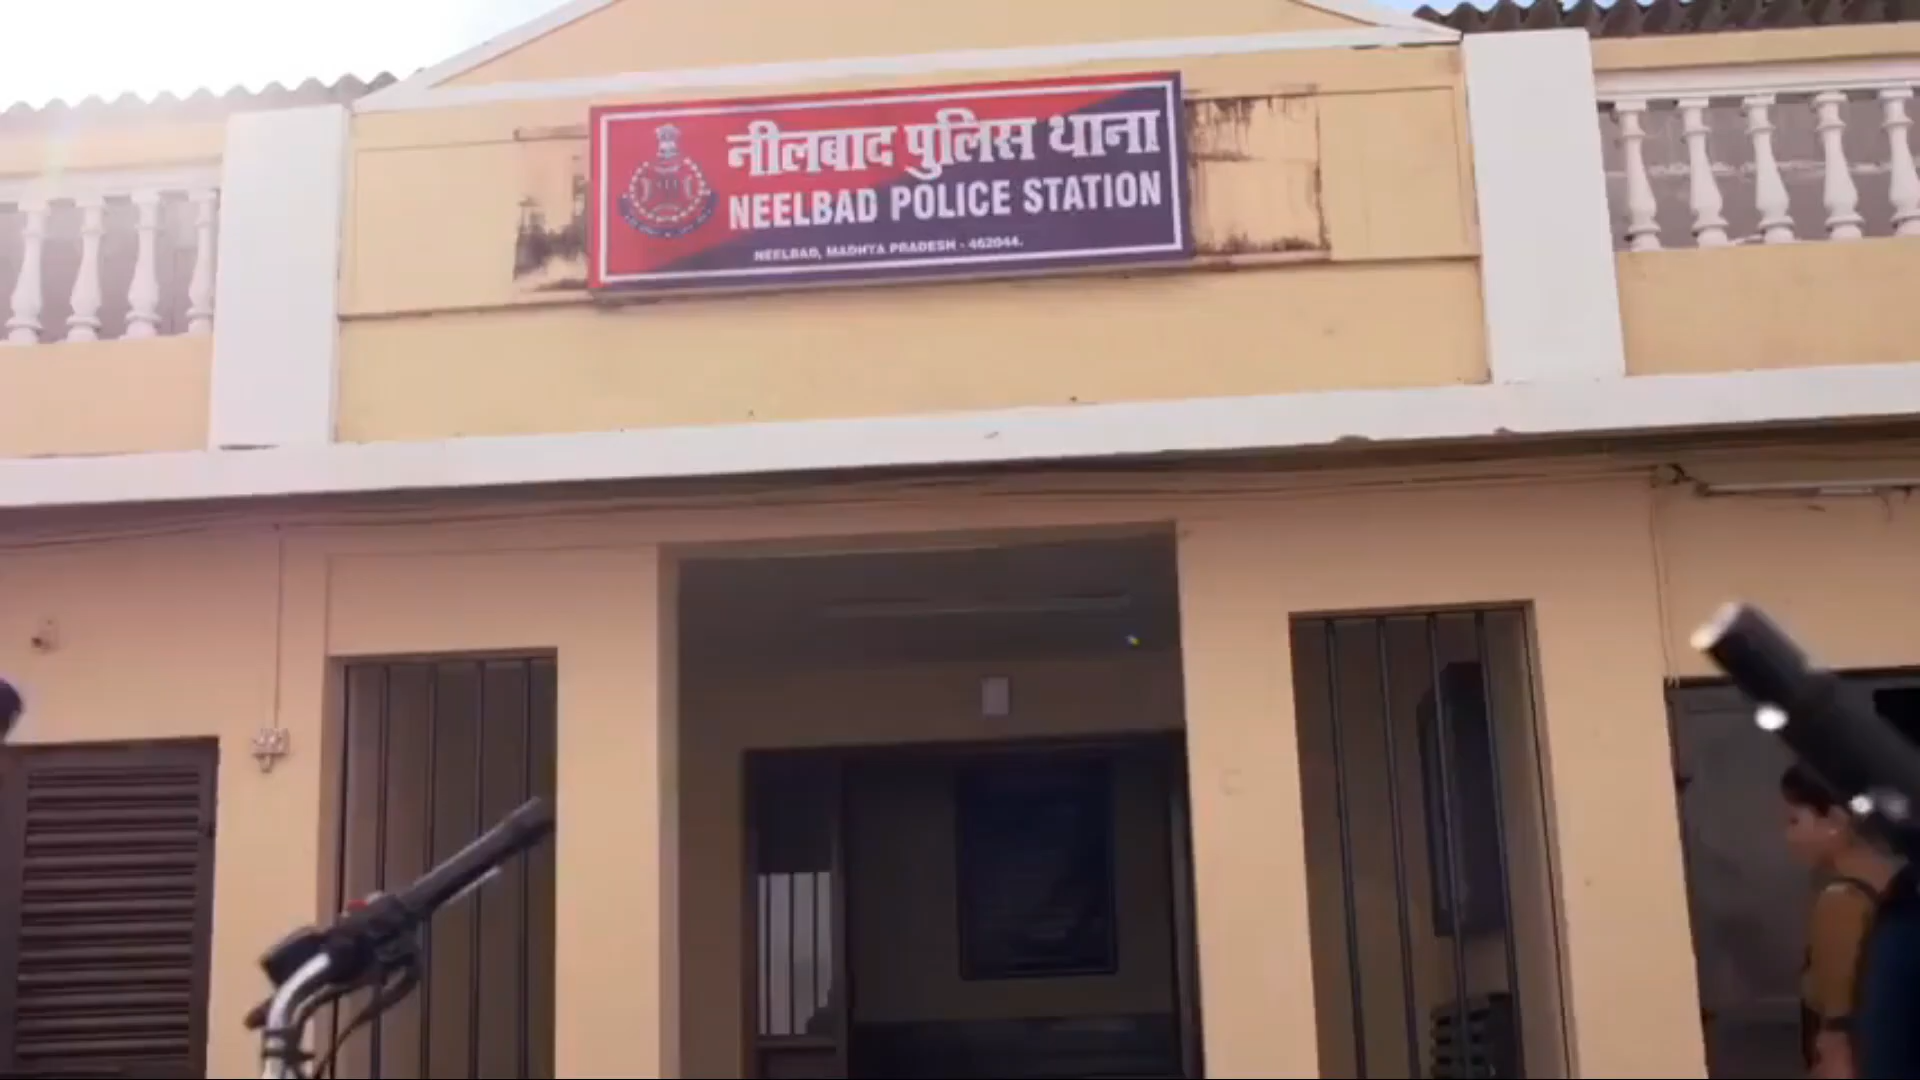 नीलबाद पुलिस थाना
NEELBAD POLICE STATION
NEELBAD, MADHYA PRADESH - 462044.